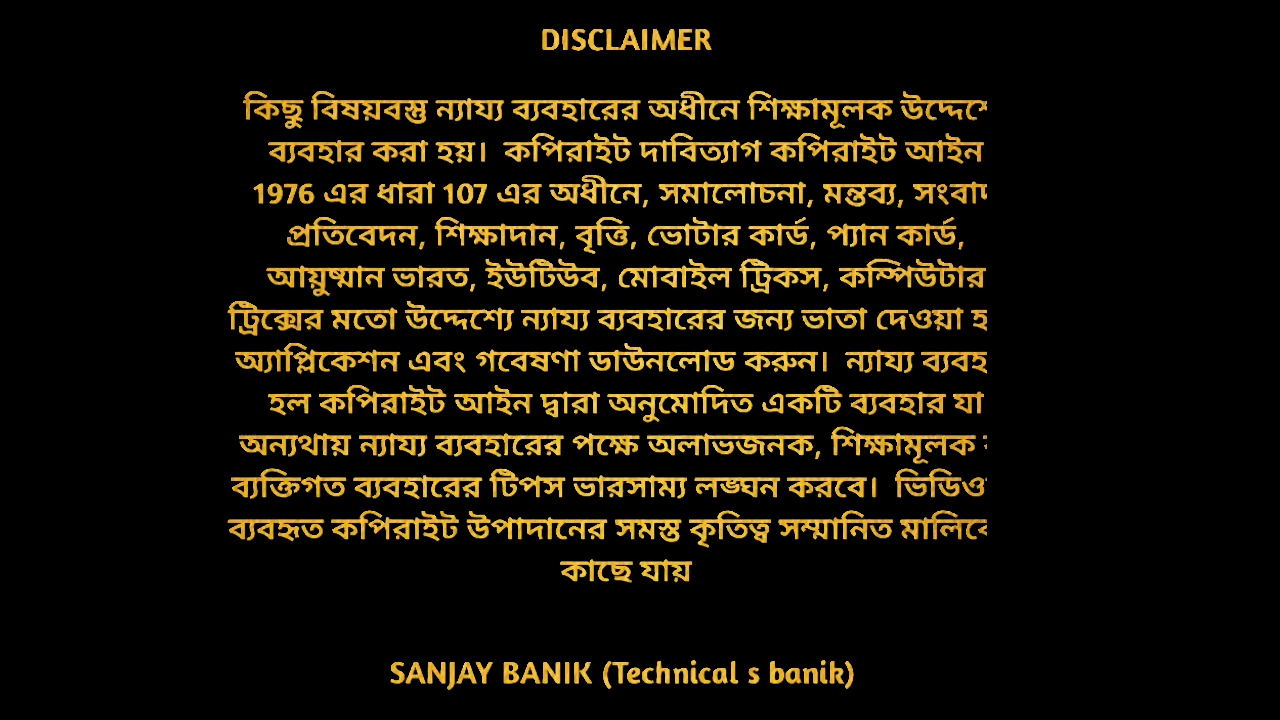 DISCLAIMER
কিছু বিষয়বস্তু ন্যায্য ব্যবহারের অধীনে শিক্ষামূলক
ব্যবহার করা হয়। কপিরাইট দাবিত্যাগ কপিরাইট আইন
1976 এর ধারা 107 এর অধীনে, সমালোচনা, মন্তব্য,
প্রতিবেদন, শিক্ষাদান, বৃত্তি, ভোটার কার্ড, প্যান কার্ড,
আয়ুষ্মান ভারত, ইউটিউব, মোবাইল ট্রিকস, কম্পিউটার
ট্রিক্সের মতো উদ্দেশ্যে ন্যায্য ব্যবহারের জন্য ভাতা দেওয়া
অ্যাপ্লিকেশন এবং গবেষণা ডাউনলোড করুন। ন্যায্য
হল কপিরাইট আইন দ্বারা অনুমোদিত একটি ব্যবহার যা
অন্যথায় ন্যায্য ব্যবহারের পক্ষে অলাভজনক, শিক্ষামূলক
ব্যক্তিগত ব্যবহারের টিপস ভারসাম্য লঙ্ঘন করবে।
ব্যবহৃত কপিরাইট উপাদানের সমস্ত কৃতিত্ব সম্মানিত
কাছে যায়
SANJAY BANIK (Technical s banik)